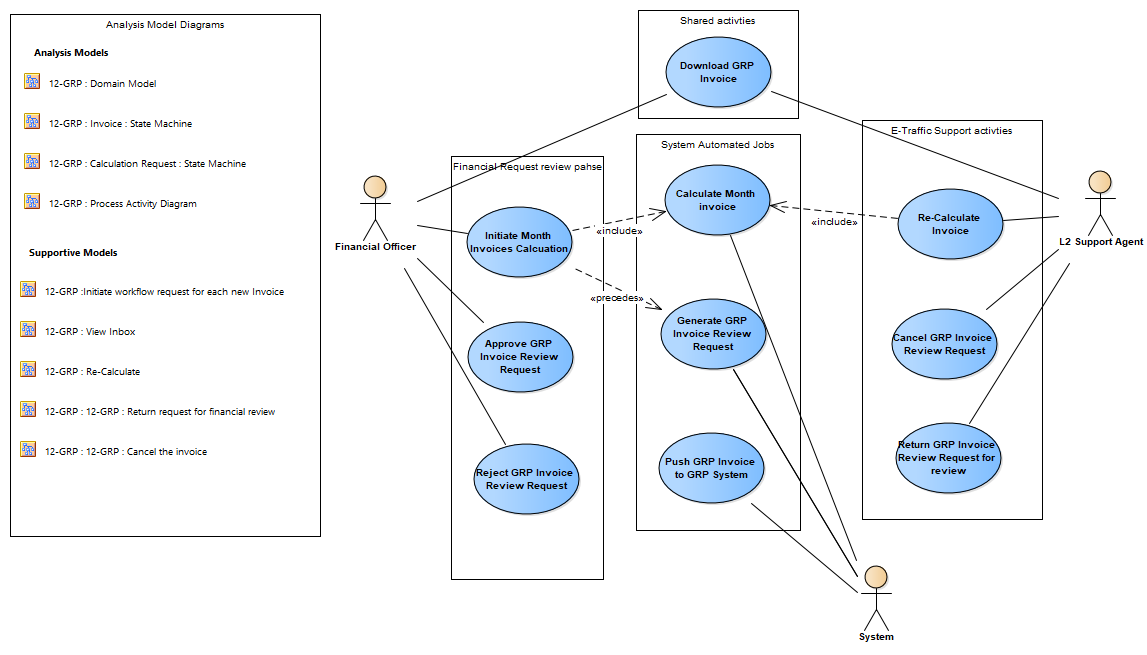 Analysis Model Diagrams
Analysis Models
12-GRP : Domain Model
12-GRP : Invoice : State Machine
12-GRP : Calculation Request : State Machine
12-GRP : Process Activity Diagram
Supportive Models
12-GRP :Initiate workflow request for each new Invoice
12-GRP : View Inbox
12-GRP : Re-Calculate
12-GRP : 12-GRP : Return request for financial review
12-GRP : 12-GRP : Cancel the invoice
Financial Officer
Financial Request review pahse
Initiate Month
Invoices Calcuation
Approve GRP
Invoice Review
Request
Reject GRP Invoice
Review Request
«include»
«precedes»
Shared activties
Download GRP
Invoice
System Automated Jobs
Calculate Month
invoice
Generate GRP
Invoice Review
Request
Push GRP Invoice
to GRP System
«include»
E-Traffic Support activties
Re-Calculate
Invoice
Cancel GRP Invoice
Review Request
Return GRP Invoice
Review Request for
review
L2 Support Agent
System